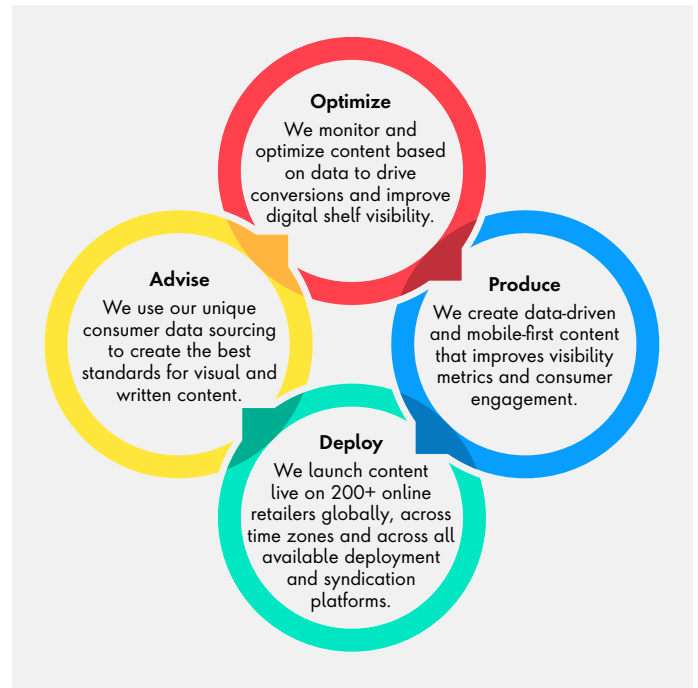 Optimize
We monitor and
optimize content based
on data to drive
conversions and improve
digital shelf visibility.
Advise
We use our unique
consumer data sourcing
to create the best
standards for visual and
written content.
Produce
We create data-driven
and mobile-first content
that improves visibility
metrics and consumer
engagement.
Deploy
We launch content
live on 200+ online
retailers globally, across
time zones and across all
available deployment
and syndication
platforms.